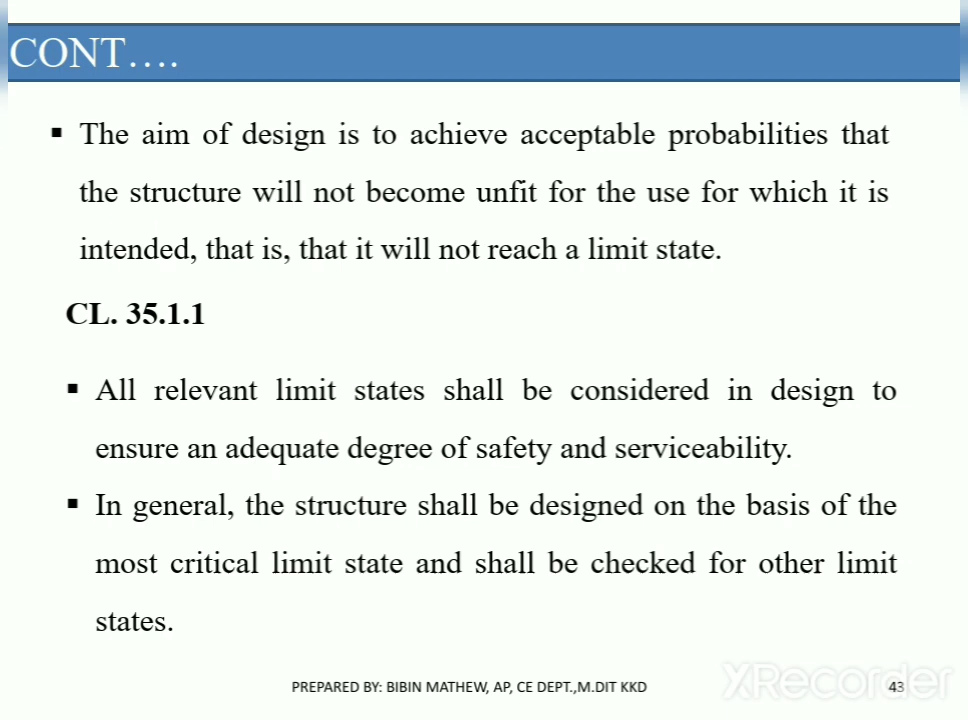 CONT….
▪ The aim of design is to achieve acceptable probabilities that
the structure will not become unfit for the use for which it is
intended, that is, that it will not reach a limit state.
CL. 35.1.1
▪ All relevant limit states shall be considered in design to
ensure an adequate degree of safety and serviceability.
▪ In general, the structure shall be designed on the basis of the
most critical limit state and shall be checked for other limit
states.
PREPARED BY: BIBIN MATHEW, AP, CE DEPT.,M.DIT KKD
XRecorder
43